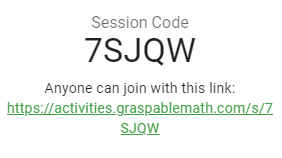 Session Code
7SJQW
Anyone can join with this link:
https://activities.graspablemath.com/s/7
SJQW